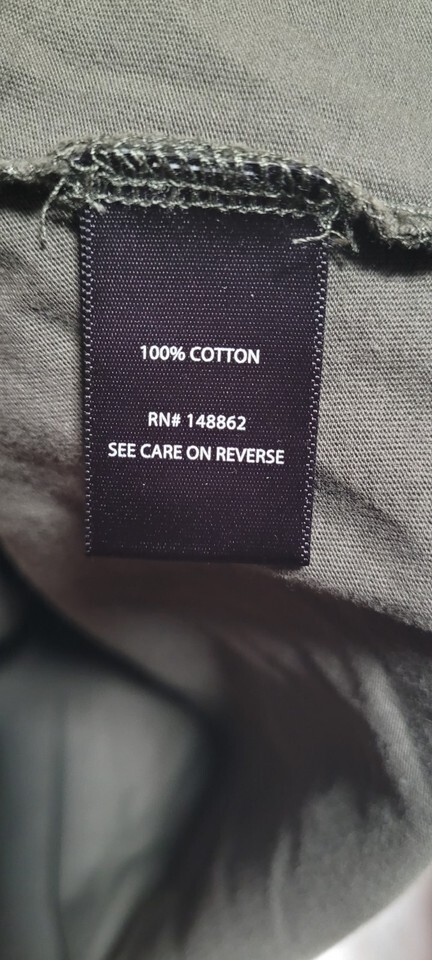 100% COTTON
RN# 148862
SEE CARE ON REVERSE